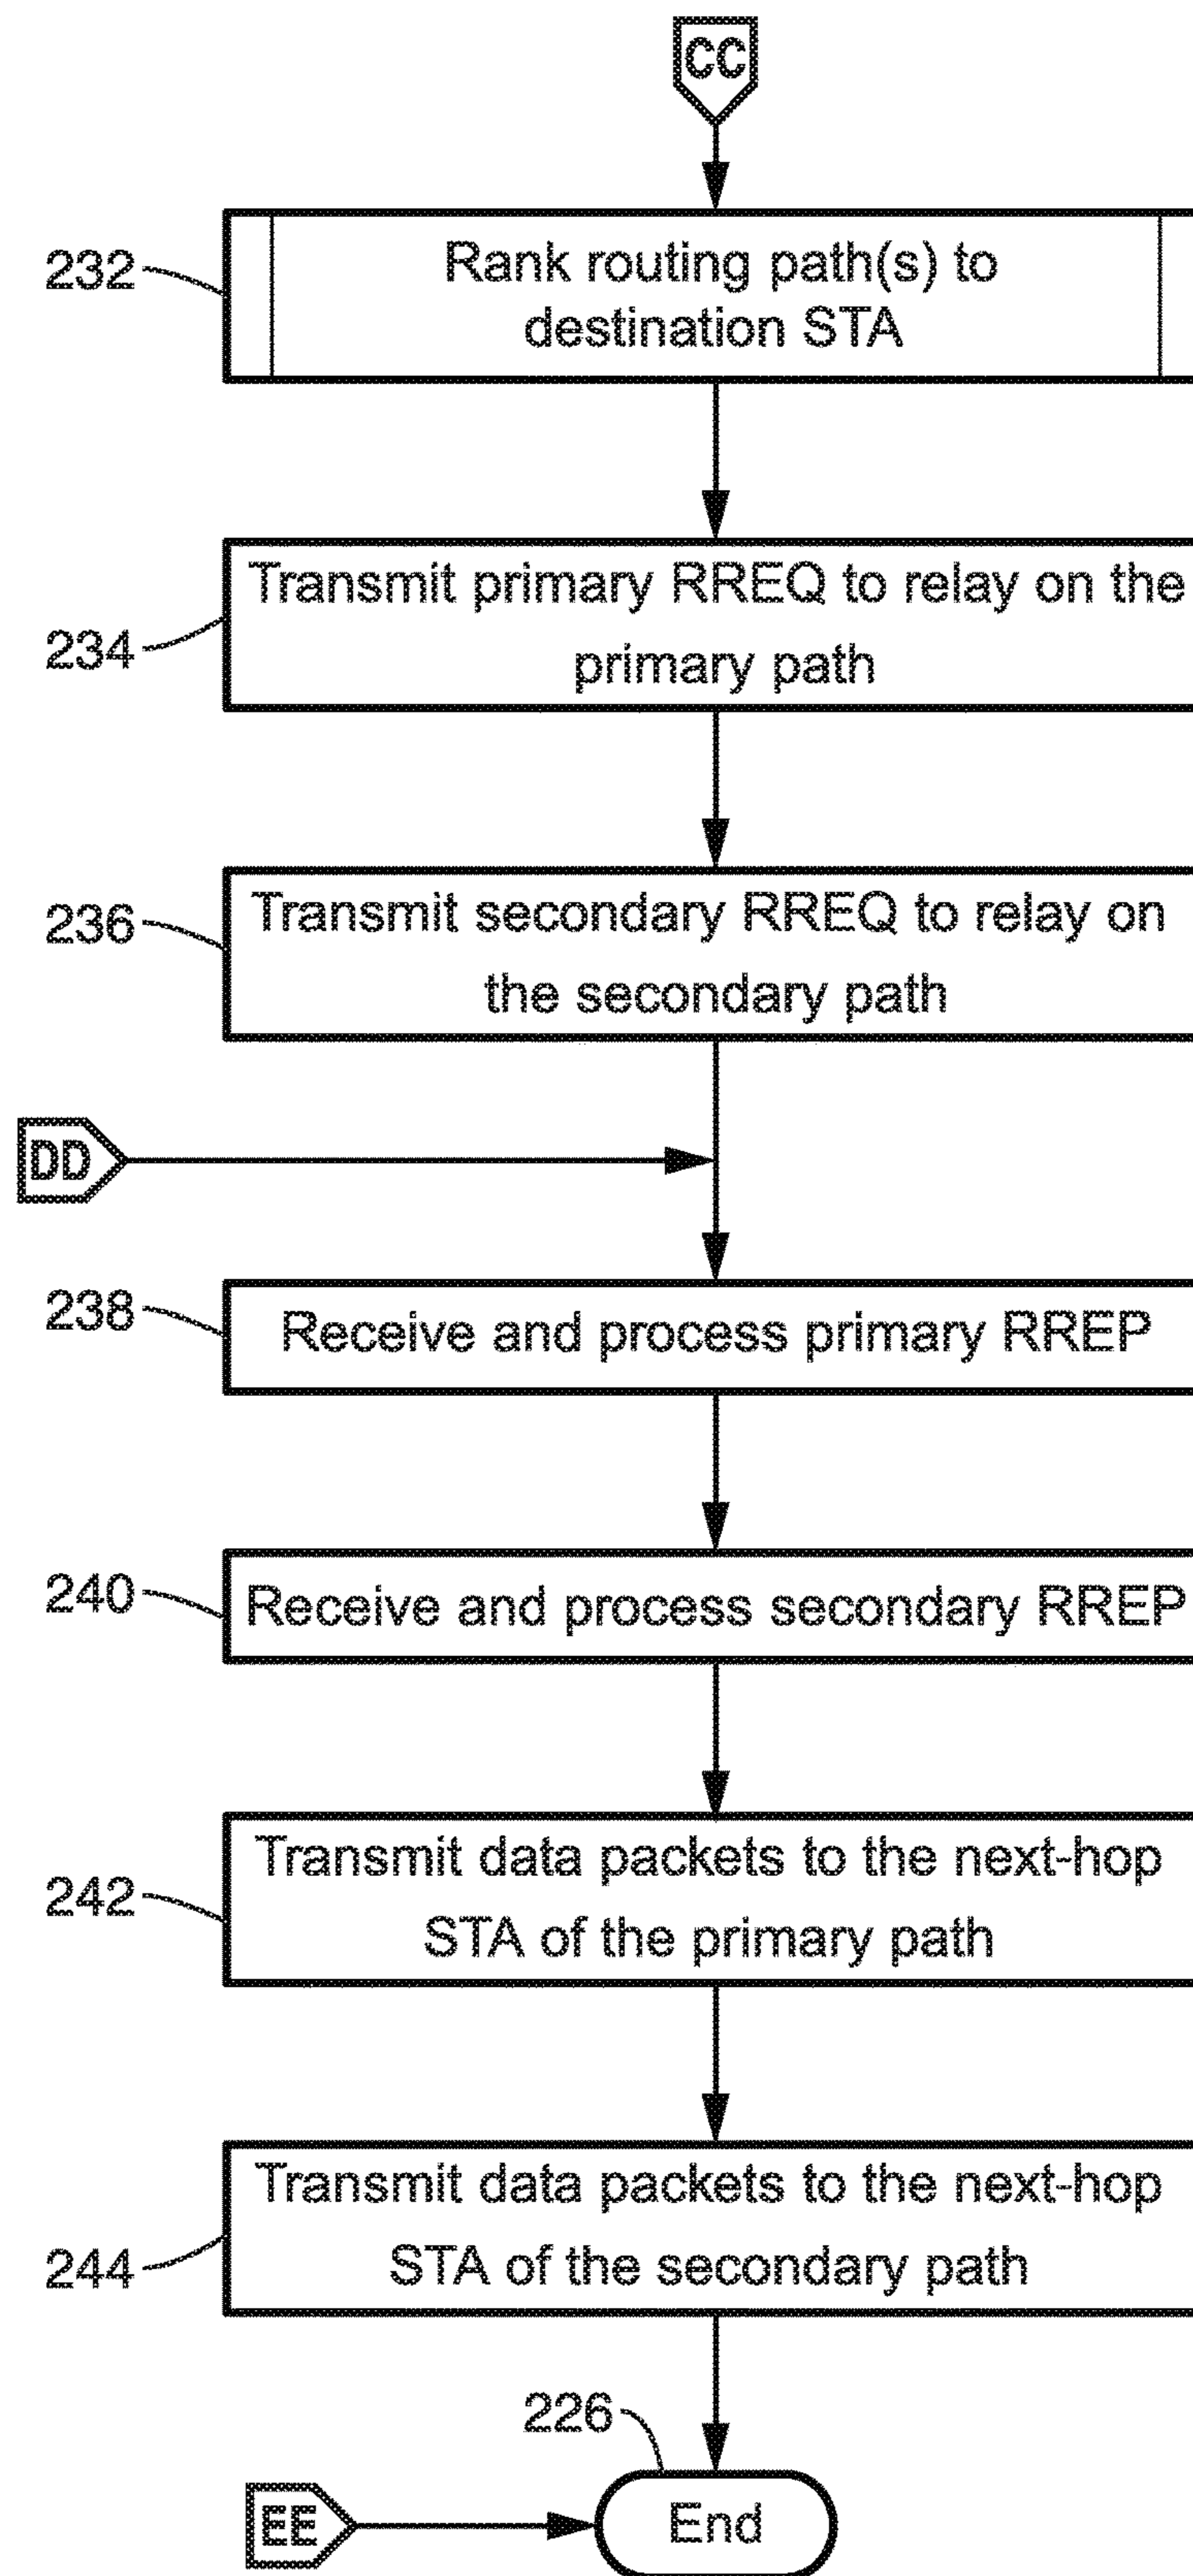 CC
232
Rank routing path(s) to
destination STA
234
Transmit primary RREQ to relay on the
primary path
236
Transmit secondary RREQ to relay on
the secondary path
DD
238
Receive and process primary RREP
240
Receive and process secondary RREP
242
Transmit data packets to the next-hop
STA of the primary path
244
Transmit data packets to the next-hop
STA of the secondary path
226
EE
End